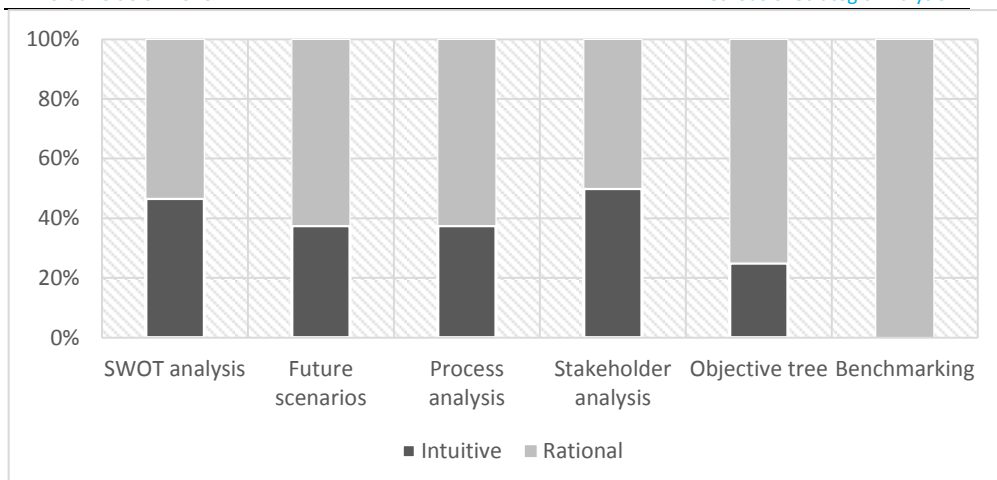 100%
80%
60%
40%
20%
0%
SWOT analysis
Future
scenarios
Process
analysis
Stakeholder
analysis
Objective tree
Benchmarking
Intuitive
Rational